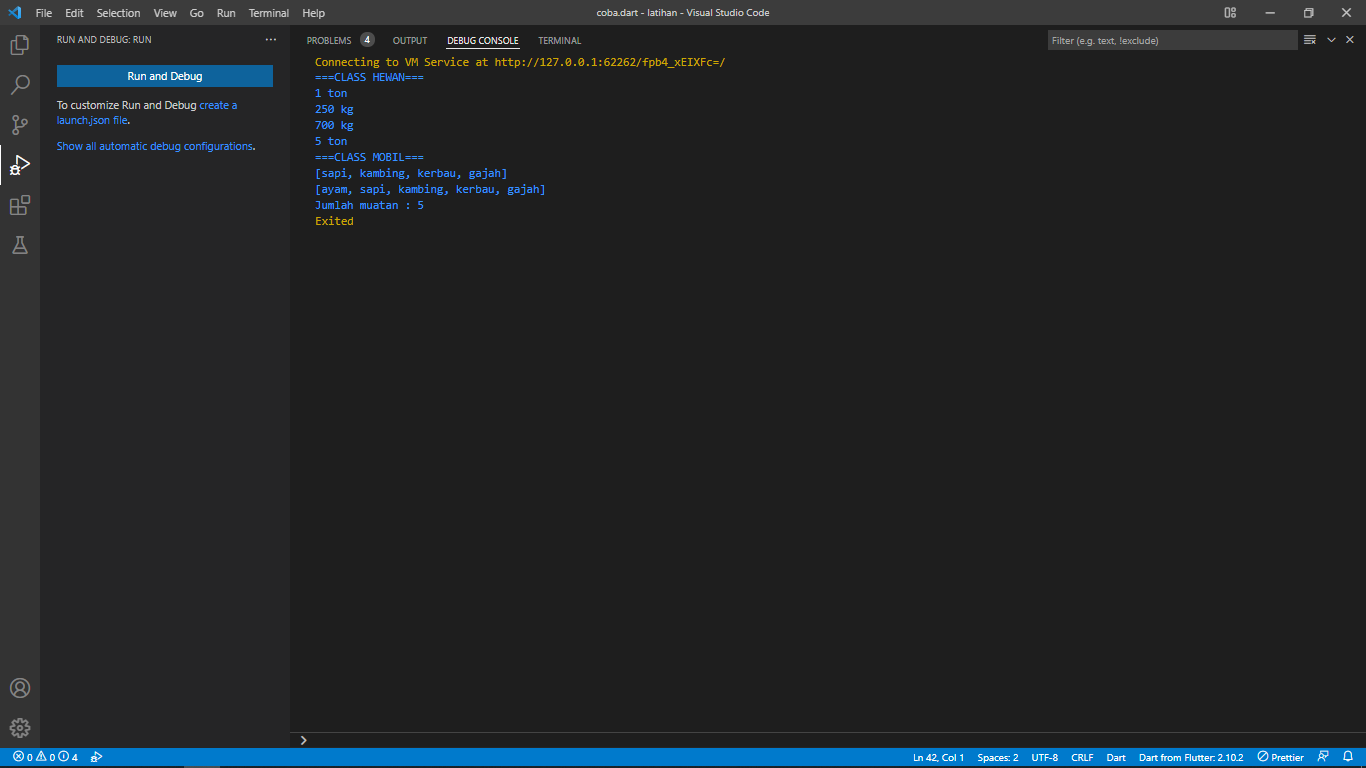 File Edit Selection View Go Run Terminal Help
coba.dart - latihan - Visual Studio Code
RUN AND DEBUG: RUN ···
Run and Debug
To customize Run and Debug create a
launch.json file.
Show all automatic debug configurations.
PROBLEMS 4 OUTPUT DEBUG CONSOLE TERMINAL
Filter (e.g. text, !exclude)
Connecting to VM Service at http://127.0.0.1:62262/fpb4_xEIXFc=/
===CLASS HEWAN===
1 ton
250 kg
700 kg
5 ton
===CLASS MOBIL===
[sapi, kambing, kerbau, gajah]
[ayam, sapi, kambing, kerbau, gajah]
Jumlah muatan : 5
Exited
0 0 4
Ln 42, Col 1 Spaces: 2 UTF-8 CRLF Dart Dart from Flutter: 2.10.2 Prettier